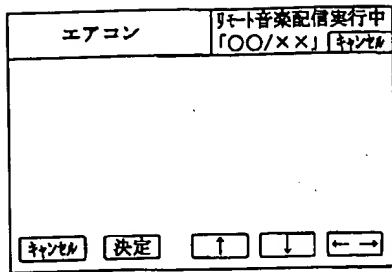 エアコン
リモート音楽配信実行中
「○○/××」 キャンセル
キャンセル 決定 ↑ ↓ ← →